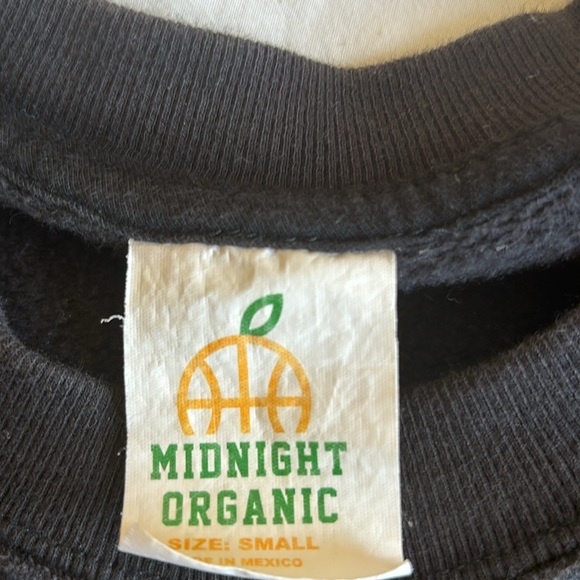 MIDNIGHT
ORGANIC
SIZE: SMALL
IN MEXICO